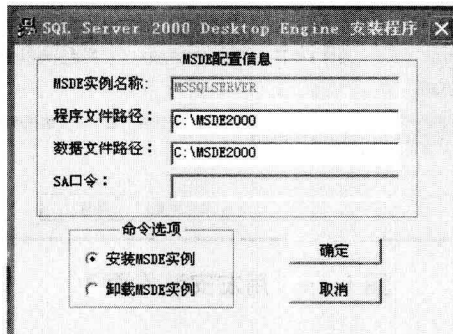 SQL Server 2000 Desktop Engine 安装程序
MSDE配置信息
MSDE实例名称:
MSSQLSERVER
程序文件路径：
C:\MSDE2000
数据文件路径：
C:\MSDE2000
SA口令：
命令选项
安装MSDE实例
卸载MSDE实例
确定
取消